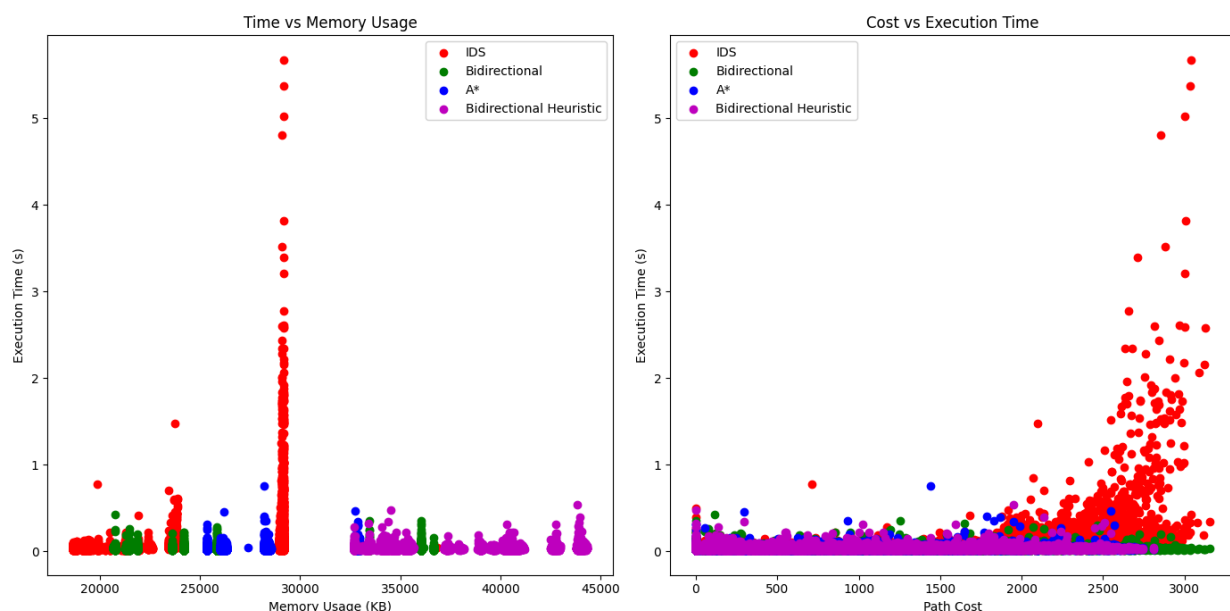 Time vs Memory Usage
Execution Time (s)
5
4
3
2
1
0
IDS
Bidirectional
A*
Bidirectional Heuristic
20000 25000 30000 35000 40000 45000
Memory Usage (KB)
Cost vs Execution Time
Execution Time (s)
5
4
3
2
1
0
IDS
Bidirectional
A*
Bidirectional Heuristic
0 500 1000 1500 2000 2500 3000
Path Cost